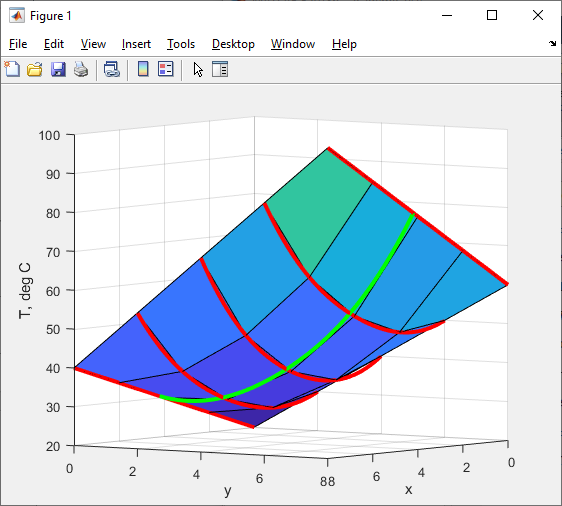 Figure 1
File Edit View Insert Tools Desktop Window Help
100
90
80
70
60
50
40
30
20
T, deg C
0 2 4 6 88 6 4 2 0
y x